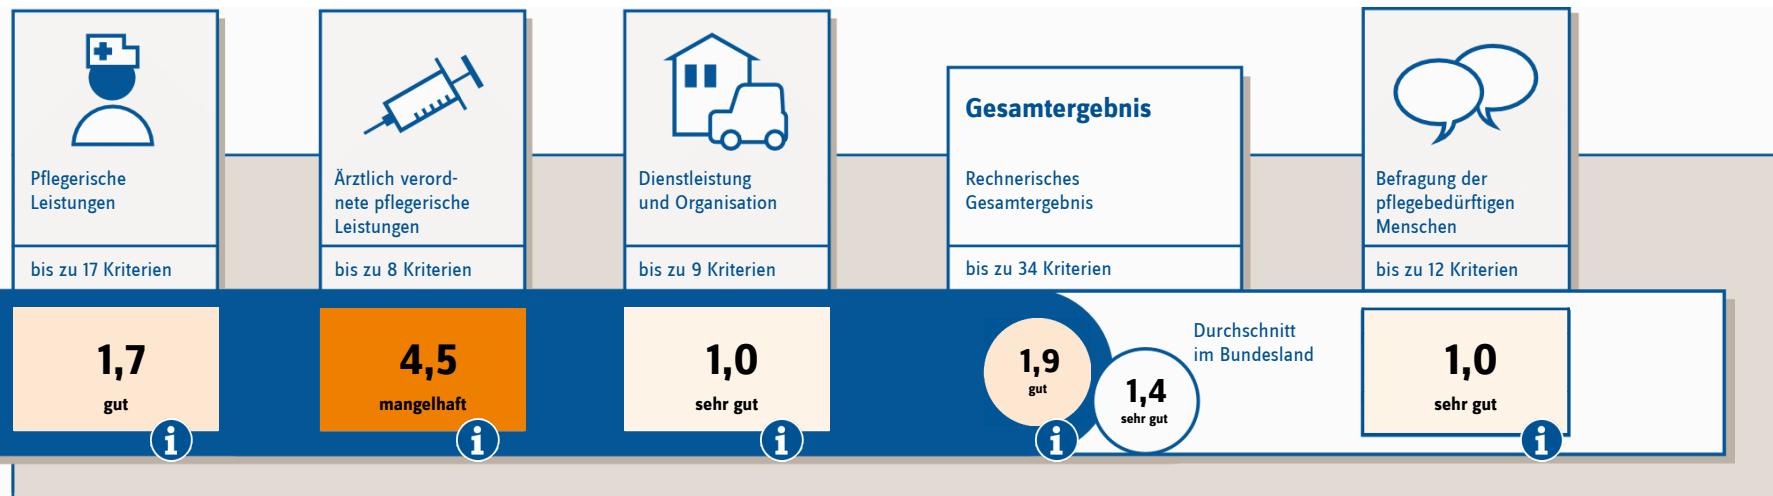 Pflegerische
Leistungen
bis zu 17 Kriterien
1,7
gut
i
Ärztlich verord-
nete pflegerische
Leistungen
bis zu 8 Kriterien
4,5
mangelhaft
i
Dienstleistung
und Organisation
bis zu 9 Kriterien
1,0
sehr gut
i
Gesamtergebnis
Rechnerisches
Gesamtergebnis
bis zu 34 Kriterien
1,9
gut
i
Durchschnitt
im Bundesland
1,4
sehr gut
Befragung der
pflegebedürftigen
Menschen
bis zu 12 Kriterien
1,0
sehr gut
i